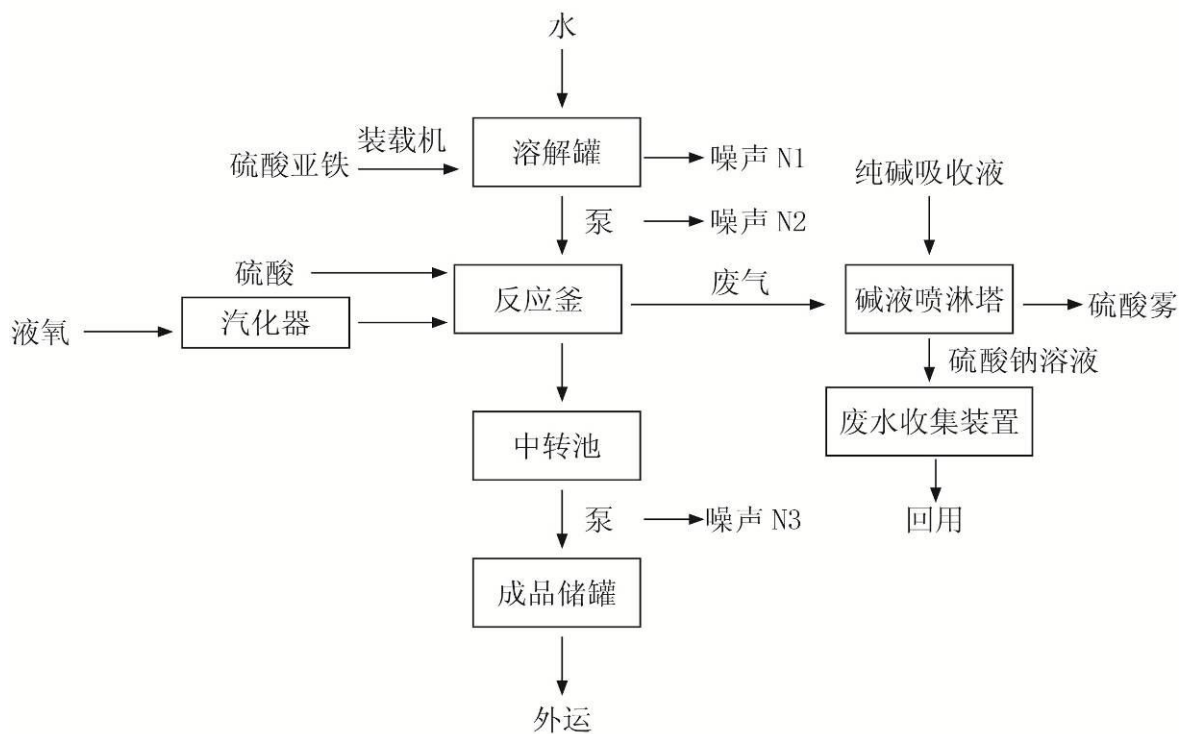 水
装载机
硫酸亚铁
溶解罐
噪声 N1
纯碱吸收液
泵
噪声 N2
硫酸
反应釜
废气
碱液喷淋塔
硫酸雾
液氧
汽化器
硫酸钠溶液
废水收集装置
中转池
泵
噪声 N3
回用
成品储罐
外运